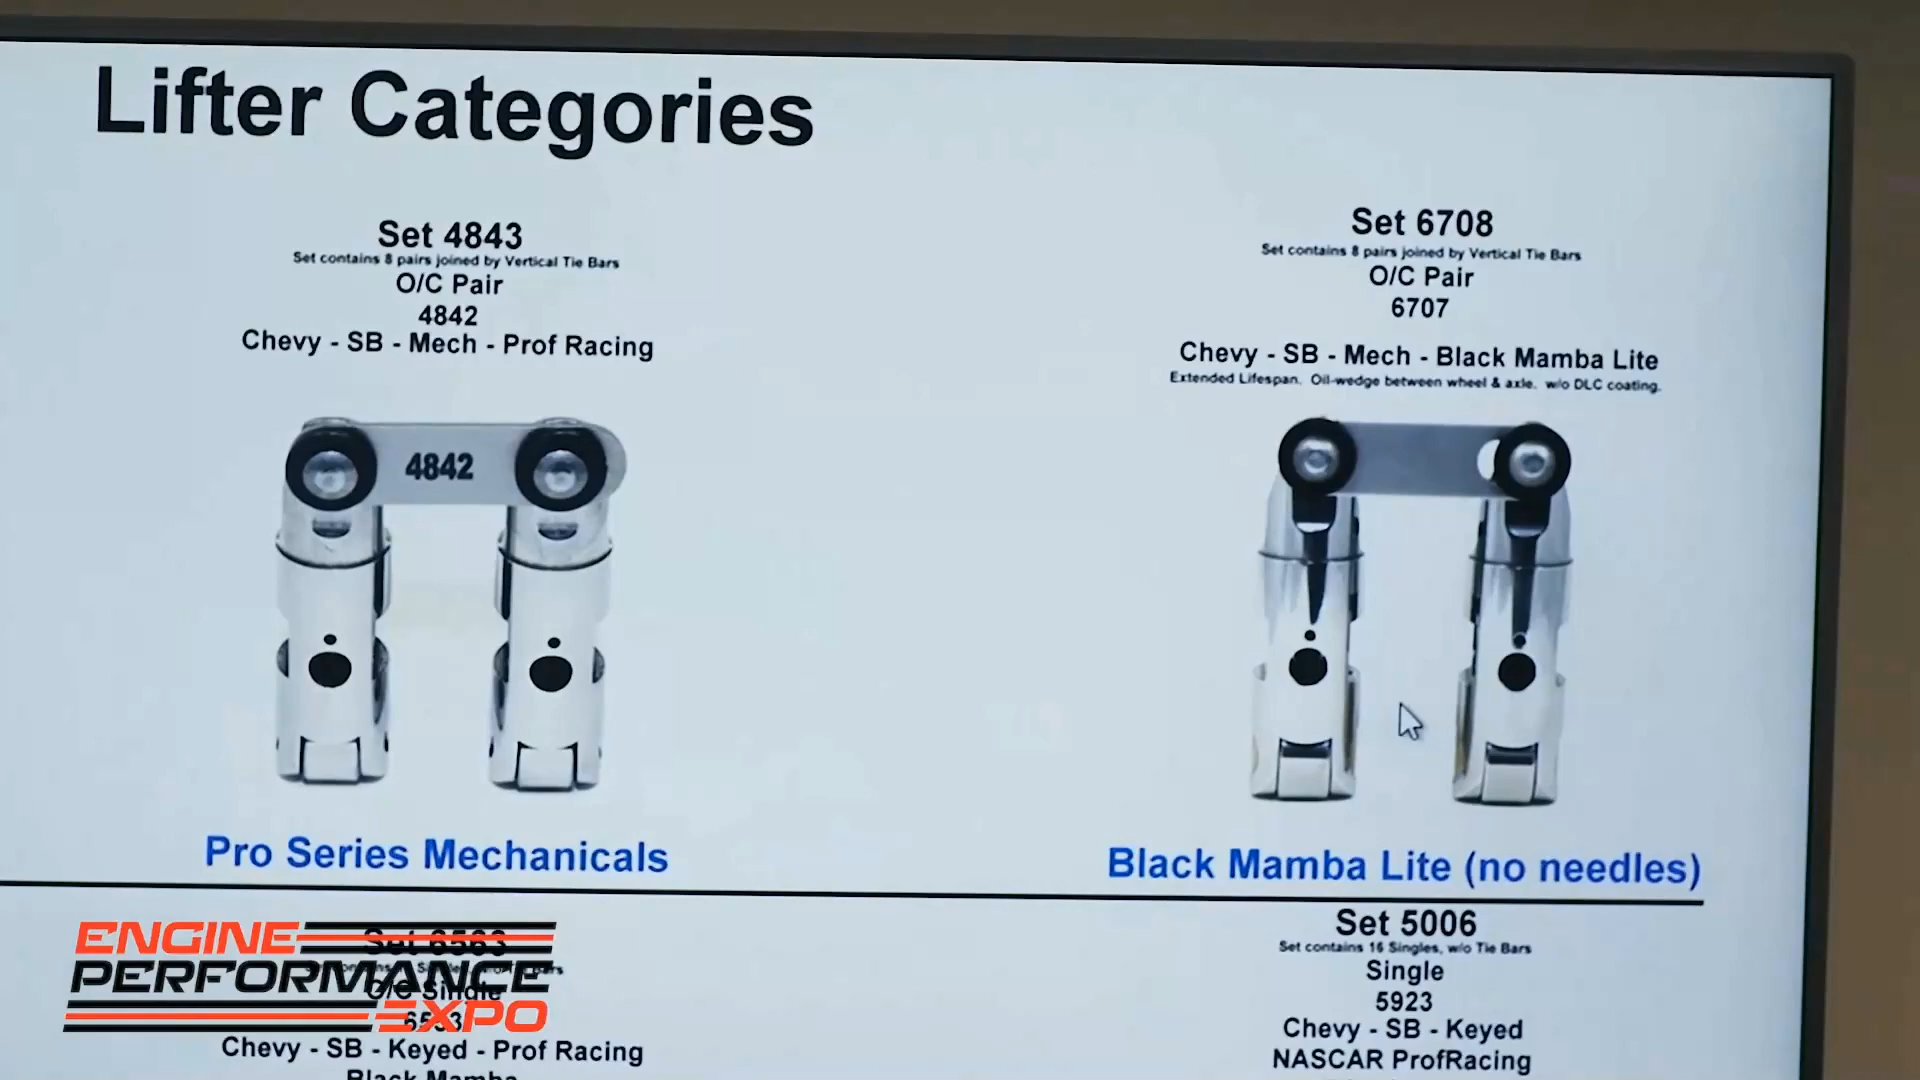 Lifter Categories
Set 4843
Set contains 8 pairs joined by Vertical Tie Bars
O/C Pair
4842
Chevy - SB - Mech - Prof Racing
4842
Pro Series Mechanicals
Set 6708
Set contains 8 pairs joined by Vertical Tie Bars
O/C Pair
6707
Chevy - SB - Mech - Black Mamba Lite
Extended Lifespan. Oil-wedge between wheel & axle. w/o DLC coating.
Black Mamba Lite (no needles)
Set
O/C Single
Chevy - SB - Keyed - Prof Racing
Black Mamba
Set 5006
Set contains 16 Singles, w/o Tie Bars
Single
5923
Chevy - SB - Keyed
NASCAR ProfRacing
ENGINE
PERFORMANCE
EXPO